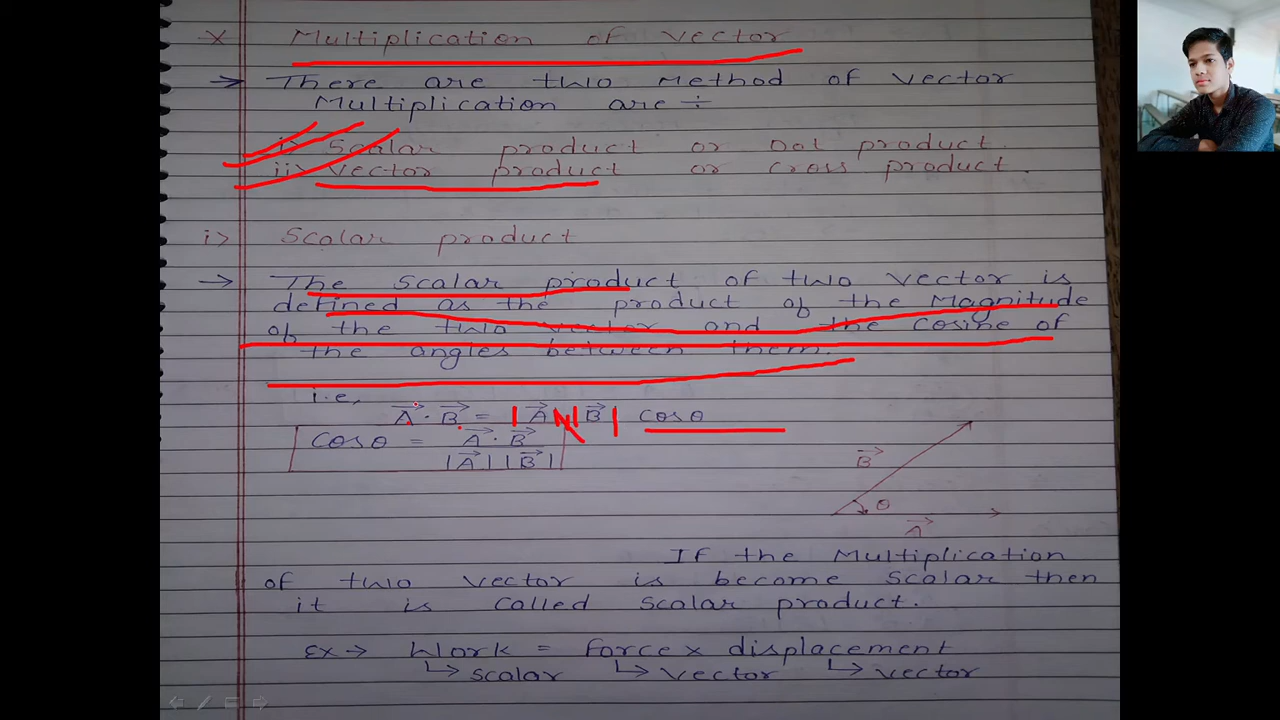 x Multiplication of vector
→ There are two Method of vector
Multiplication are ÷
i> Scalar product or Dot product.
ii> Vector product or cross product.
i> Scalar product
→ The Scalar product of two vector is
defined as the product of the Magnitude
of the two vector and the cosine of
the angles between them.
i.e,
A⃗ · B⃗ = |A⃗| |B⃗| cosθ
Cosθ = A⃗ · B⃗
|A⃗| |B⃗|
B⃗
θ
A⃗
If the Multiplication
of two vector is become Scalar then
it is called Scalar product.
Ex → Work = force x displacement
↳ scalar ↳ vector ↳ vector